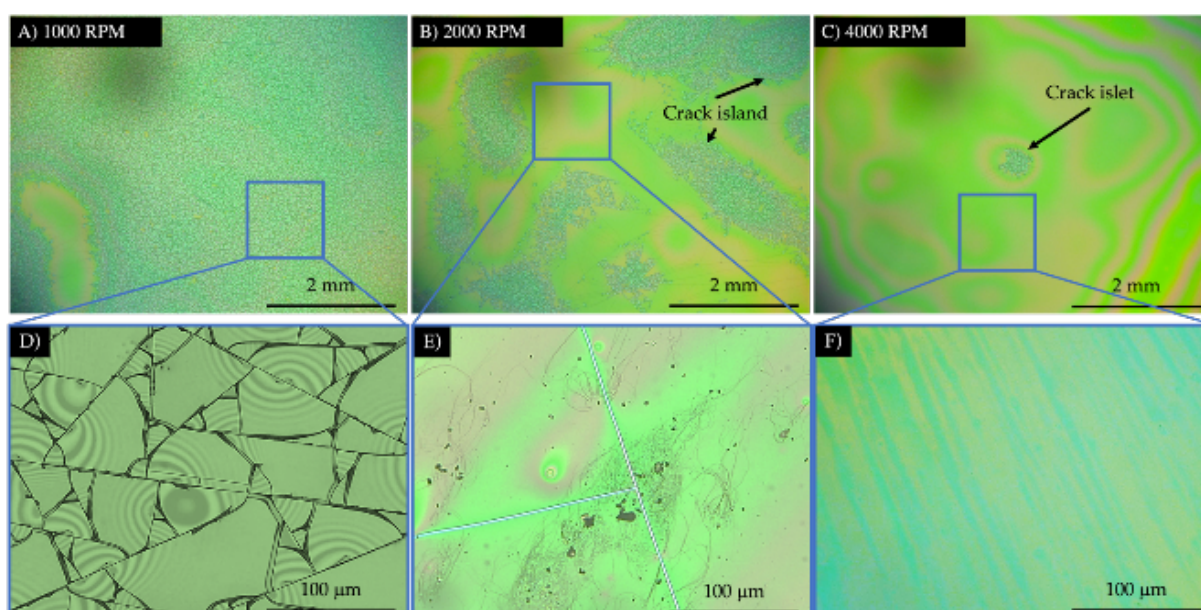 A) 1000 RPM
B) 2000 RPM
C) 4000 RPM
Crack island
Crack islet
2 mm
2 mm
2 mm
D)
E)
F)
100 μm
100 μm
100 μm